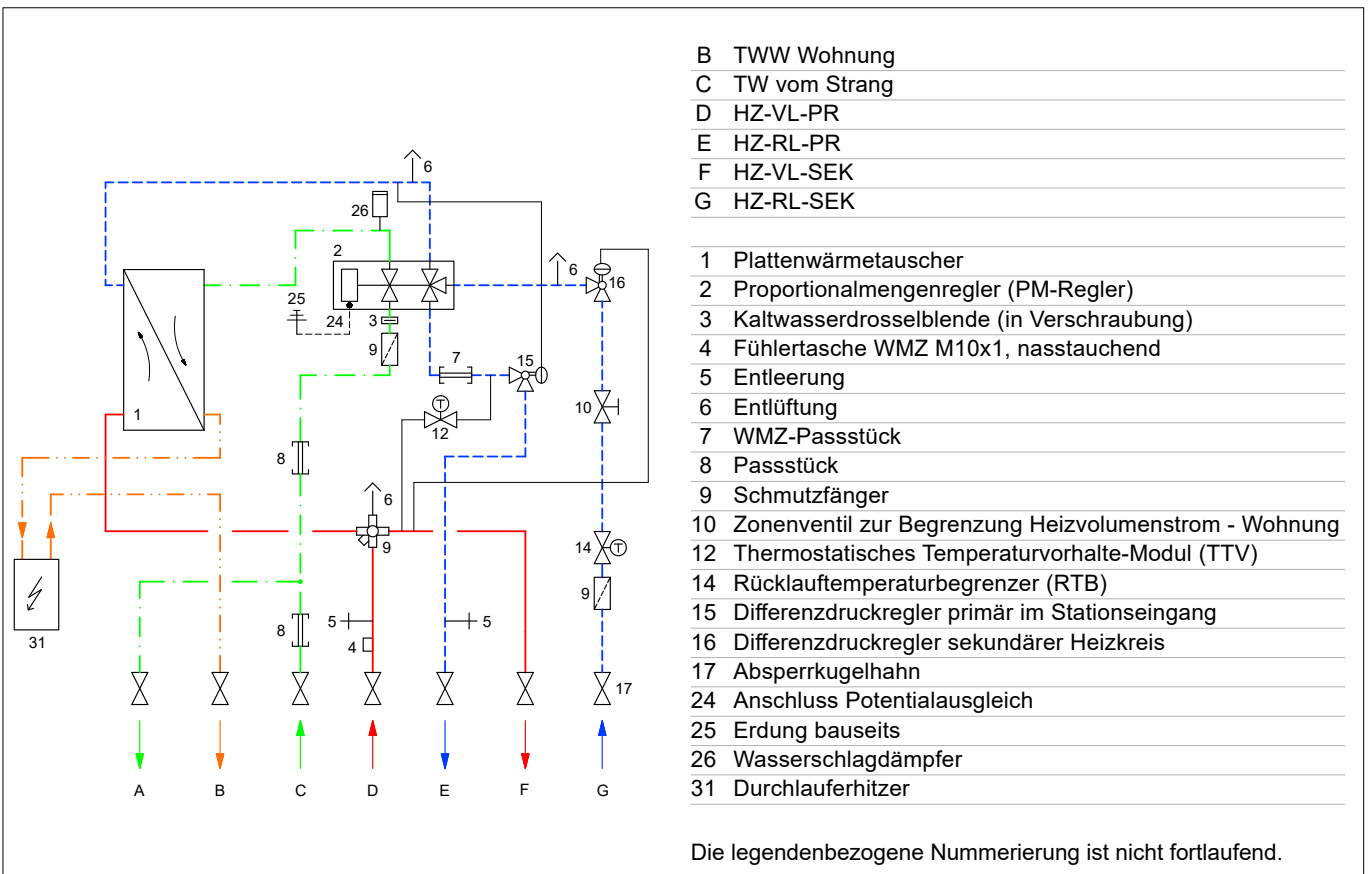 B TWW Wohnung
C TW vom Strang
D HZ-VL-PR
E HZ-RL-PR
F HZ-VL-SEK
G HZ-RL-SEK
1 Plattenwärmetauscher
2 Proportionalmengenregler (PM-Regler)
3 Kaltwasserdrosselblende (in Verschraubung)
4 Fühlertasche WMZ M10x1, nasstauchend
5 Entleerung
6 Entlüftung
7 WMZ-Passstück
8 Passstück
9 Schmutzfänger
10 Zonenventil zur Begrenzung Heizvolumenstrom - Wohnung
12 Thermostatisches Temperaturvorhalte-Modul (TTV)
14 Rücklauftemperaturbegrenzer (RTB)
15 Differenzdruckregler primär im Stationseingang
16 Differenzdruckregler sekundärer Heizkreis
17 Absperrkugelhahn
24 Anschluss Potentialausgleich
25 Erdung bauseits
26 Wasserschlagdämpfer
31 Durchlauferhitzer
Die legendenbezogene Nummerierung ist nicht fortlaufend.
6
26
2
6
16
25
24
3
9
7
15
T
12
10
1
8
6
9
14 T
9
31
8
5
5
4
17
A B C D E F G